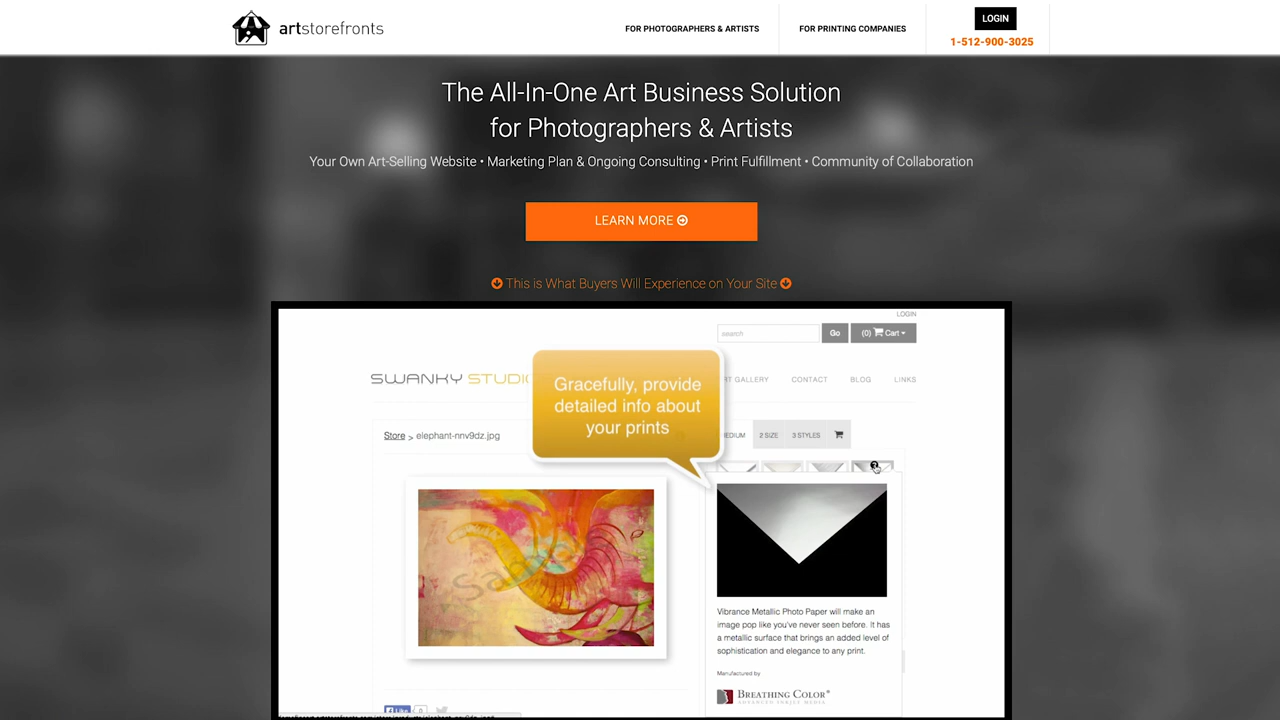 artstorefronts
FOR PHOTOGRAPHERS & ARTISTS
FOR PRINTING COMPANIES
LOGIN
1-512-900-3025
The All-In-One Art Business Solution
for Photographers & Artists
Your Own Art-Selling Website • Marketing Plan & Ongoing Consulting • Print Fulfillment • Community of Collaboration
LEARN MORE
This is What Buyers Will Experience on Your Site
LOGIN
search
Go
(0) Cart
SWANKY STUDIO
ART GALLERY
CONTACT
BLOG
LINKS
Gracefully, provide
detailed info about
your prints
Store > elephant-nnv9dz.jpg
MEDIUM
2 SIZE
3 STYLES
Vibrance Metallic Photo Paper will make an
image pop like you've never seen before. It has
a metallic surface that brings an added level of
sophistication and elegance to any print.
Manufactured by
BREATHING COLOR®
ADVANCED INKJET MEDIA
Like
0